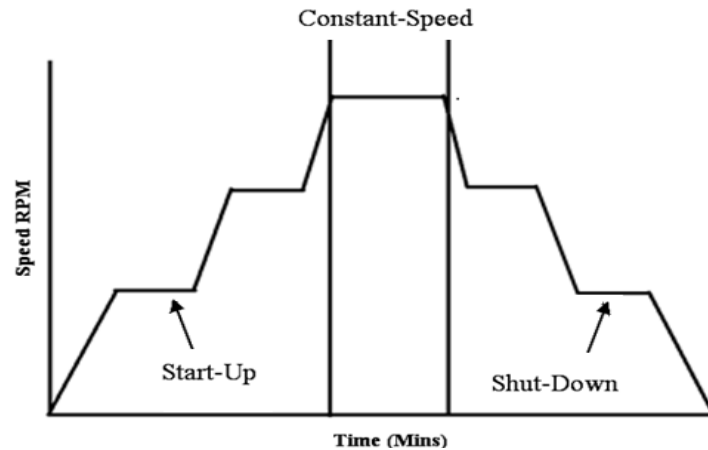 Constant-Speed
Speed RPM
Start-Up
Shut-Down
Time (Mins)